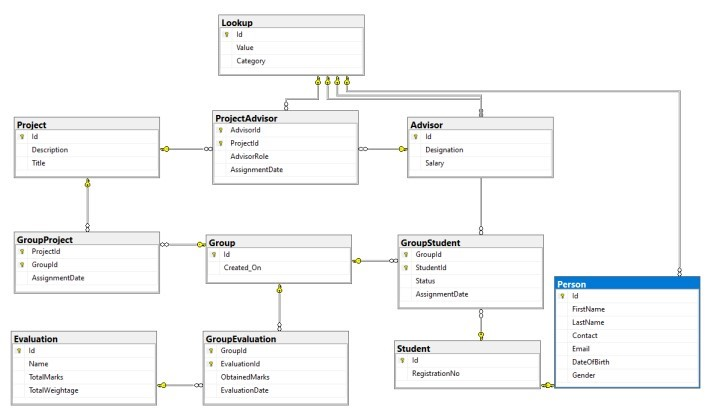 Lookup
Id
Value
Category
Project
Id
Description
Title
ProjectAdvisor
AdvisorId
ProjectId
AdvisorRole
AssignmentDate
Advisor
Id
Designation
Salary
GroupProject
ProjectId
GroupId
AssignmentDate
Group
Id
Created_On
GroupStudent
GroupId
StudentId
Status
AssignmentDate
Person
Id
FirstName
LastName
Contact
Email
DateOfBirth
Gender
Evaluation
Id
Name
TotalMarks
TotalWeightage
GroupEvaluation
GroupId
EvaluationId
ObtainedMarks
EvaluationDate
Student
Id
RegistrationNo